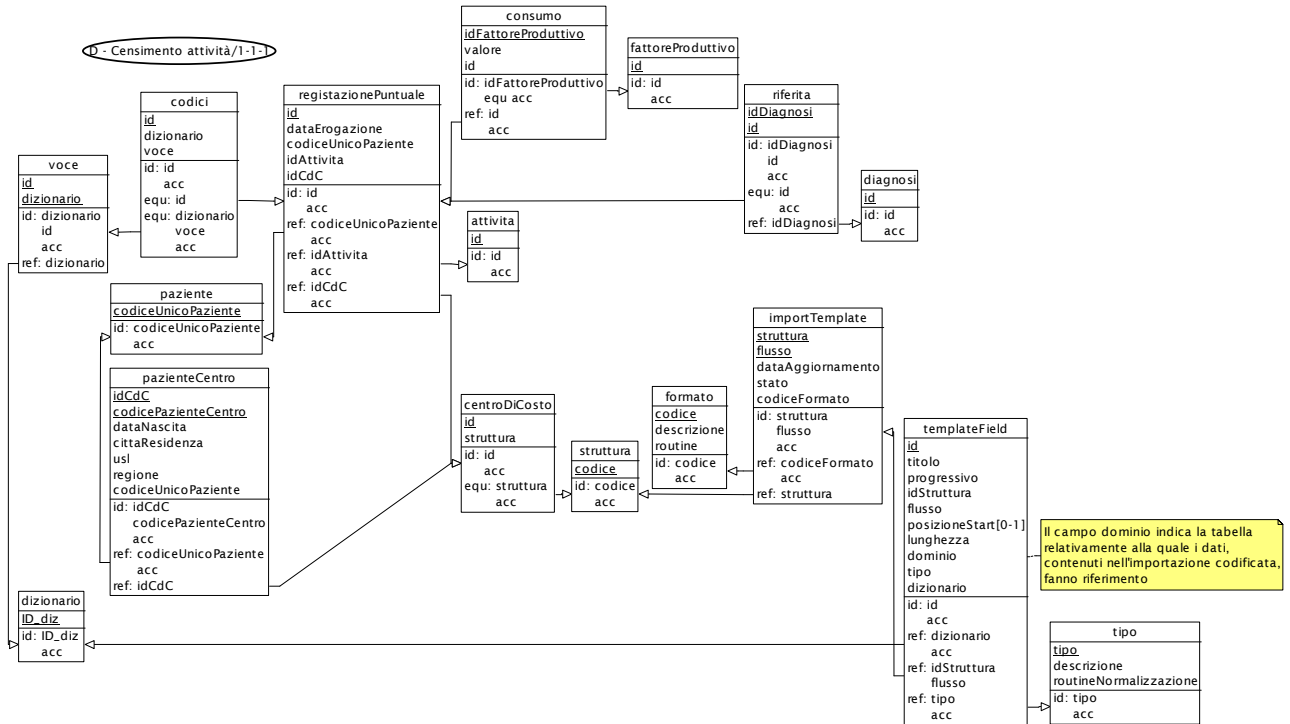 D - Censimento attività/1-1-1
consumo
idFattoreProduttivo
valore
id
id: idFattoreProduttivo
equ acc
ref: id
acc
fattoreProduttivo
id
id: id
acc
codici
id
dizionario
voce
id: id
acc
equ: id
equ: dizionario
voce
acc
registazionePuntuale
id
dataErogazione
codiceUnicoPaziente
idAttivita
idCdC
id: id
acc
ref: codiceUnicoPaziente
acc
ref: idAttivita
acc
ref: idCdC
acc
riferita
idDiagnosi
id
id: idDiagnosi
id
acc
equ: id
acc
ref: idDiagnosi
voce
id
dizionario
id: dizionario
id
acc
ref: dizionario
diagnosi
id
id: id
acc
attivita
id
id: id
acc
paziente
codiceUnicoPaziente
id: codiceUnicoPaziente
acc
importTemplate
struttura
flusso
dataAggiornamento
stato
codiceFormato
id: struttura
flusso
acc
ref: codiceFormato
acc
ref: struttura
pazienteCentro
idCdC
codicePazienteCentro
dataNascita
cittaResidenza
usl
regione
codiceUnicoPaziente
id: idCdC
codicePazienteCentro
acc
ref: codiceUnicoPaziente
acc
ref: idCdC
centroDiCosto
id
struttura
id: id
acc
equ: struttura
acc
formato
codice
descrizione
routine
id: codice
acc
struttura
codice
id: codice
acc
templateField
id
titolo
progressivo
idStruttura
flusso
posizioneStart[0-1]
lunghezza
dominio
tipo
dizionario
id: id
acc
ref: dizionario
acc
ref: idStruttura
flusso
ref: tipo
acc
Il campo dominio indica la tabella
relativamente alla quale i dati,
contenuti nell'importazione codificata,
fanno riferimento
dizionario
ID_diz
id: ID_diz
acc
tipo
tipo
descrizione
routineNormalizzazione
id: tipo
acc